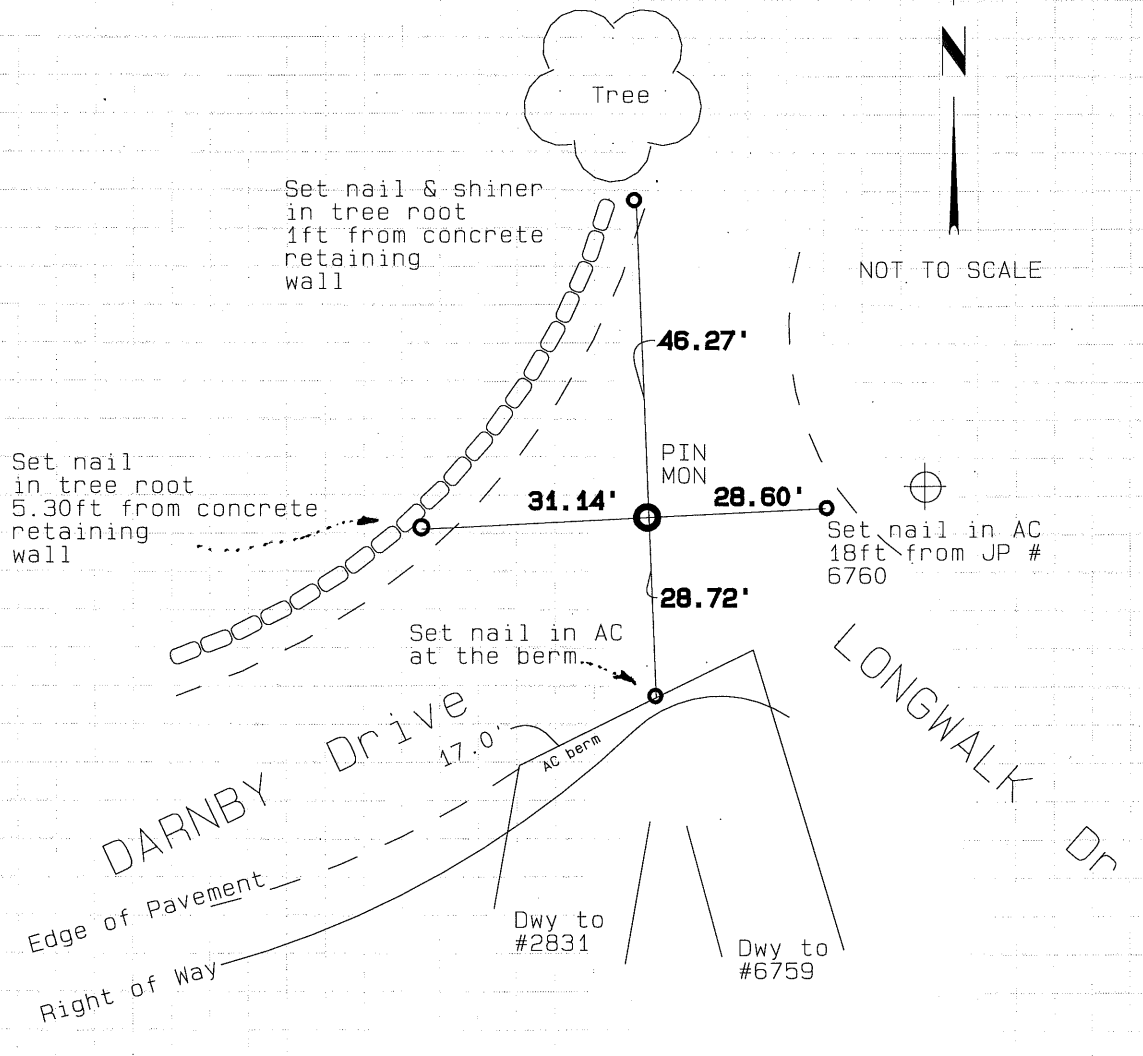 N
Tree
Set nail & shiner
in tree root
1ft from concrete
retaining
wall
NOT TO SCALE
46.27'
Set nail
in tree root
5.30ft from concrete
retaining
wall
PIN
MON
31.14'
28.60'
Set nail in AC
18ft from JP #
6760
28.72'
Set nail in AC
at the berm
LONGWALK Dr
DARNBY Drive
17.0'
AC berm
Edge of Pavement
Right of Way
Dwy to
#2831
Dwy to
#6759